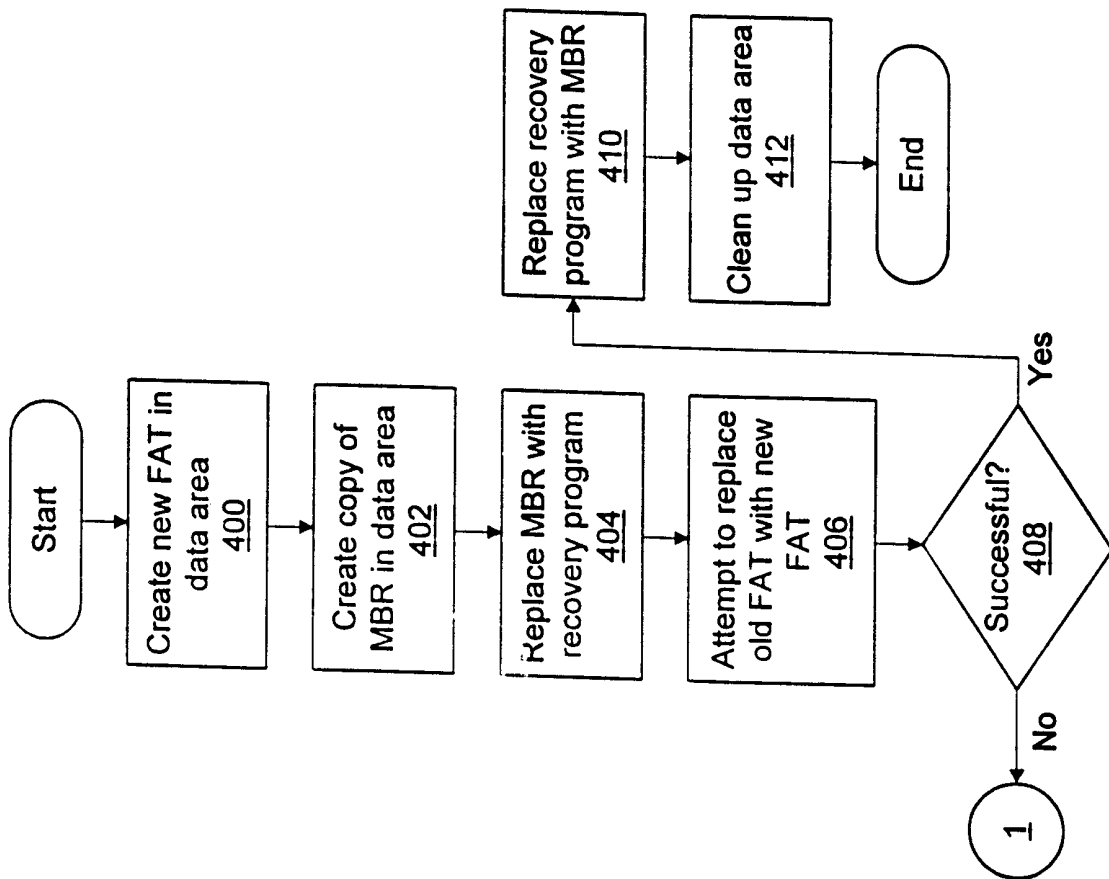 Start
Create new FAT in
data area
400
Create copy of
MBR in data area
402
Replace MBR with
recovery program
404
Attempt to replace
old FAT with new
FAT
406
Successful?
408
No
Yes
1
Replace recovery
program with MBR
410
Clean up data area
412
End